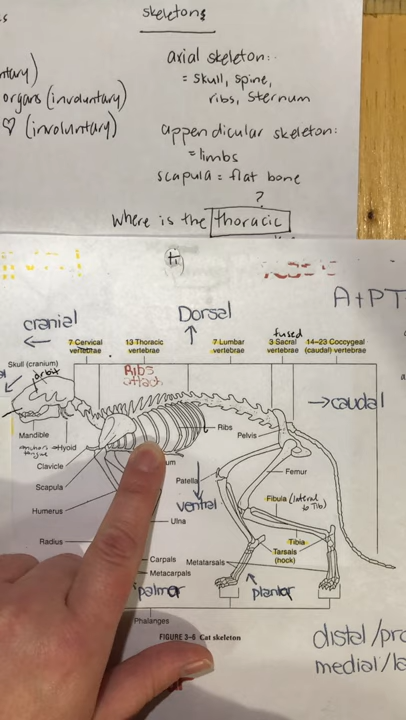 skeletons
axial skeleton:
= skull, spine,
ribs, sternum
organs (involuntary)
♡ (involuntary)
appendicular skeleton:
= limbs
scapula = flat bone
?
Where is the thoracic
A+PT
cranial
Dorsal
fused
7 Cervical vertebrae
13 Thoracic vertebrae
7 Lumbar vertebrae
3 Sacral vertebrae
14–23 Coccygeal (caudal) vertebrae
Ribs
attach
Skull (cranium)
orbit
caudal
Mandible
Hyoid
Ribs
Pelvis
Clavicle
Scapula
Patella
Femur
Humerus
ventral
Fibula (lateral to Tib)
Ulna
Radius
Tibia
Tarsals (hock)
Carpals
Metatarsals
Metacarpals
palmar
plantar
Phalanges
FIGURE 3–6 Cat skeleton
distal/pro
medial/la